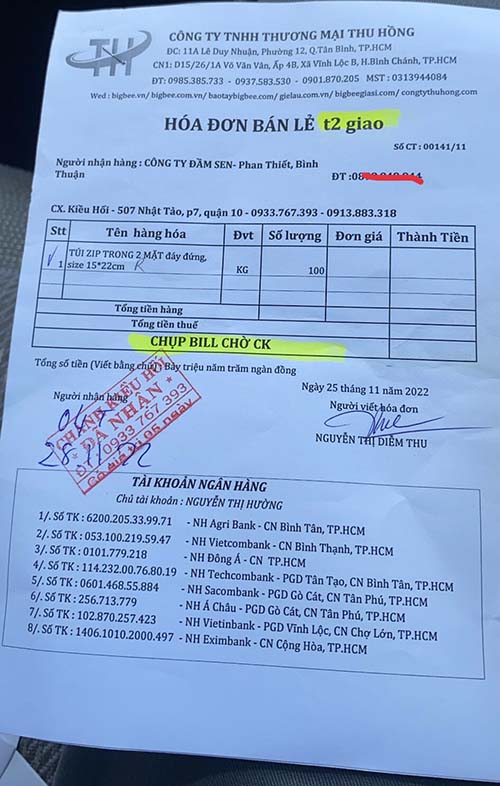 TH
CÔNG TY TNHH THƯƠNG MẠI THU HỒNG
ĐC: 11A Lê Duy Nhuận, Phường 12, Q.Tân Bình, TP.HCM
CN1: D15/26/1A Võ Văn Vân, Ấp 4B, Xã Vĩnh Lộc B, H.Bình Chánh, TP.HCM
ĐT: 0985.385.733 - 0937.583.530 - 0901.870.205 MST : 0313944084
Wed : bigbee.vn/ bigbee.com.vn/ baotaybigbee.com/ gielau.com.vn/ bigbeegiasi.com/ congtythuhong.com
HÓA ĐƠN BÁN LẺ t2 giao
Số CT : 00141/11
Người nhận hàng : CÔNG TY ĐẦM SEN- Phan Thiết, Bình
Thuận
ĐT :
CX. Kiều Hối - 507 Nhật Tảo, p7, quận 10 - 0933.767.393 - 0913.883.318
Stt Tên hàng hóa Đvt Số lượng Đơn giá Thành Tiền
1 TÚI ZIP TRONG 2 MẶT đáy đứng, KG 100
size 15*22cm
Tổng tiền hàng
Tổng tiền thuế
CHỤP BILL CHỜ CK
Tổng số tiền (Viết bằng chữ) Bảy triệu năm trăm ngàn đồng
Ngày 25 tháng 11 năm 2022
Người nhận hàng
Người viết hóa đơn
CHÀNH KIỀU HỐI
DÃ NHÂN
ĐT: 0933 767 393
Có giá trị 05 ngày
28/11/22
NGUYỄN THỊ DIỄM THU
TÀI KHOẢN NGÂN HÀNG
Chủ tài khoản : NGUYỄN THỊ HƯỜNG
1/. Số TK : 6200.205.33.99.71 - NH Agri Bank - CN Bình Tân, TP.HCM
2/. Số TK : 053.100.2159.54.47 - NH Vietcombank - CN Bình Thạnh, TP.HCM
3/. Số TK : 0101.779.218 - NH Đông Á - CN TP.HCM
4/. Số TK : 114.232.00.76.80.19 - NH Techcombank - PGD Tân Tạo, CN Bình Tân, TP.HCM
5/. Số TK : 0601.468.55.884 - NH Sacombank - PGD Gò Cát, CN Tân Phú, TP.HCM
6/. Số TK : 256.713.779 - NH Á Châu - PGD Gò Cát, CN Tân Phú, TP.HCM
7/. Số TK : 102.870.257.423 - NH Vietinbank - PGD Vĩnh Lộc, CN Chợ Lớn, TP.HCM
8/. Số TK : 1406.1010.2000.497 - NH Eximbank - CN Cộng Hòa, TP.HCM